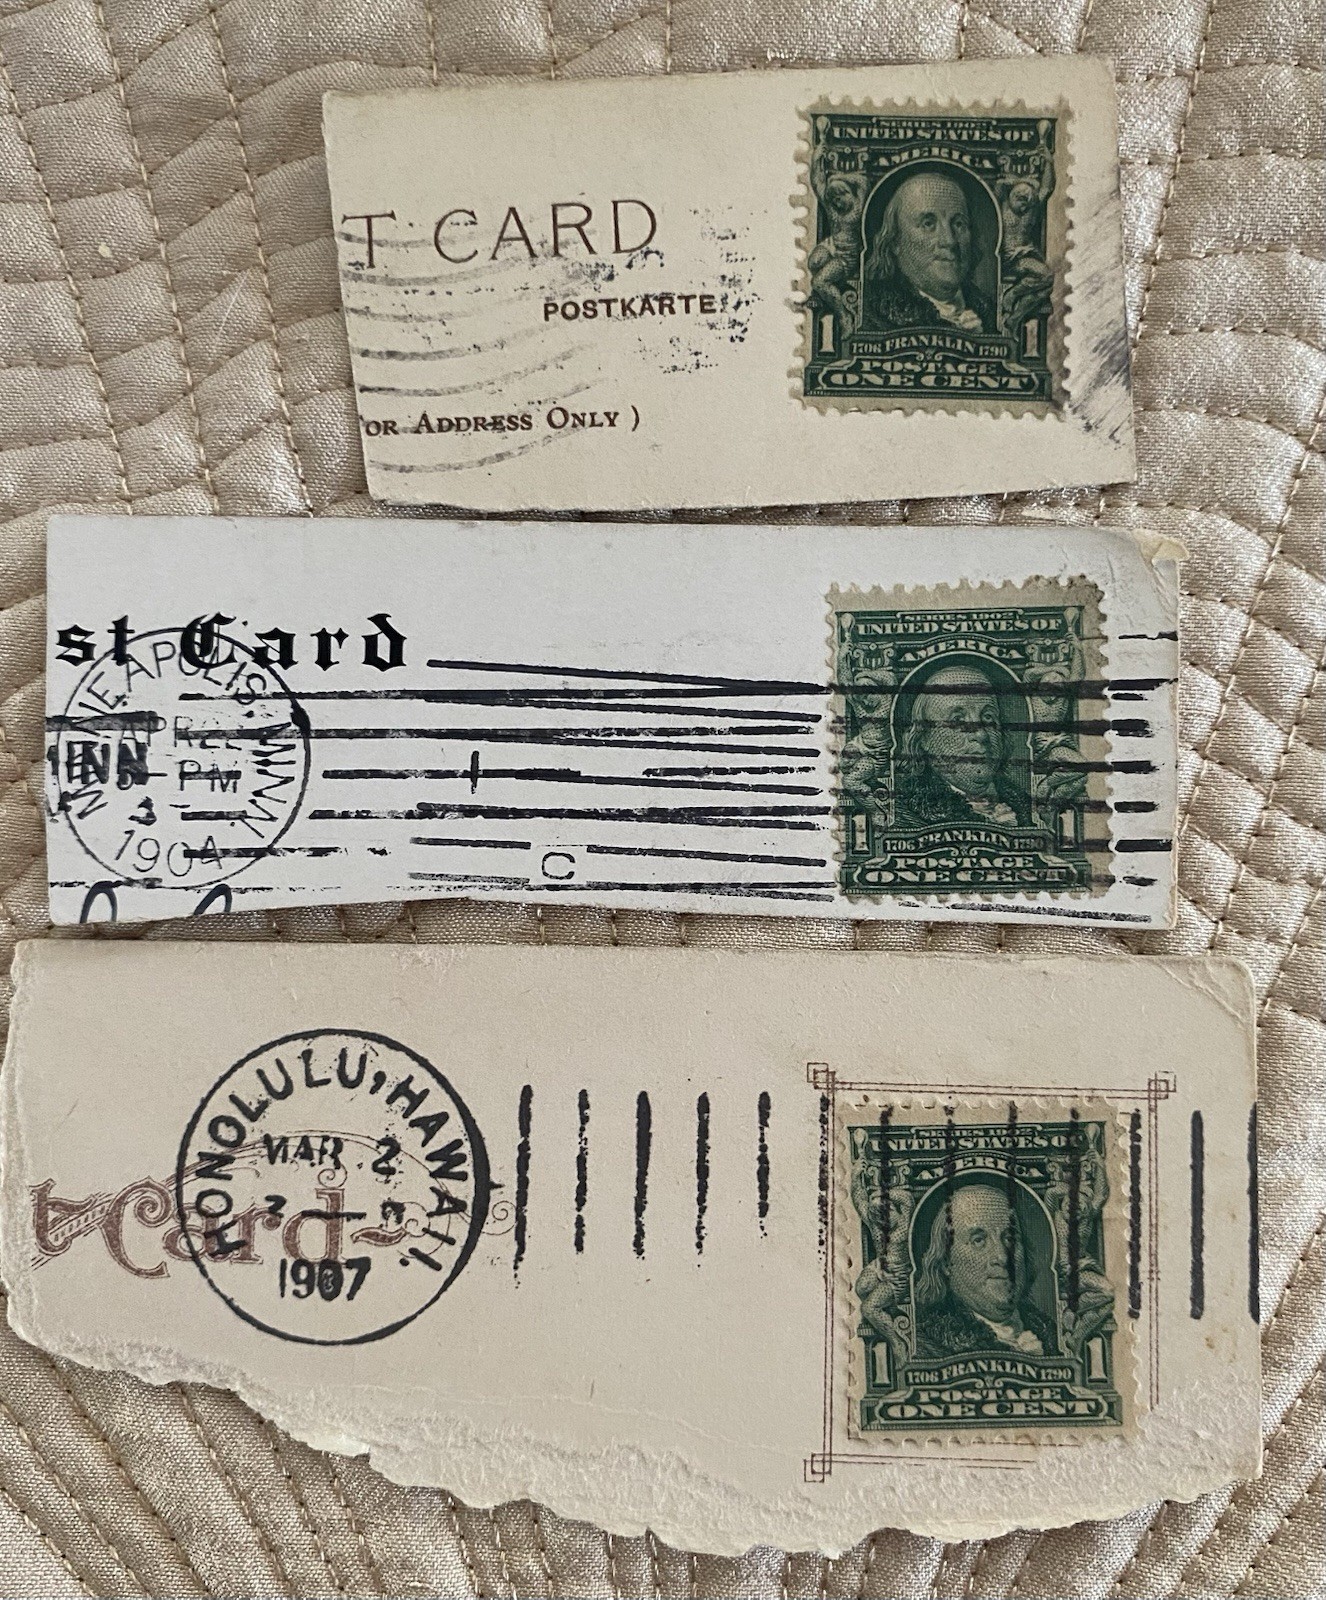 SERIES 1902
UNITED STATES OF
AMERICA
1 1
1706 FRANKLIN 1790
POSTAGE
ONE CENT
T CARD
POSTKARTE
OR ADDRESS ONLY )
st Card
MINNEAPOLIS, MINN.
PM
1904
INN
1
C
SERIES 1902
UNITED STATES OF
AMERICA
1 1
1706 FRANKLIN 1790
POSTAGE
ONE CENT
t Card
HONOLULU, HAWAII.
MAR 2
1907
SERIES 1902
UNITED STATES OF
AMERICA
1 1
1706 FRANKLIN 1790
POSTAGE
ONE CENT